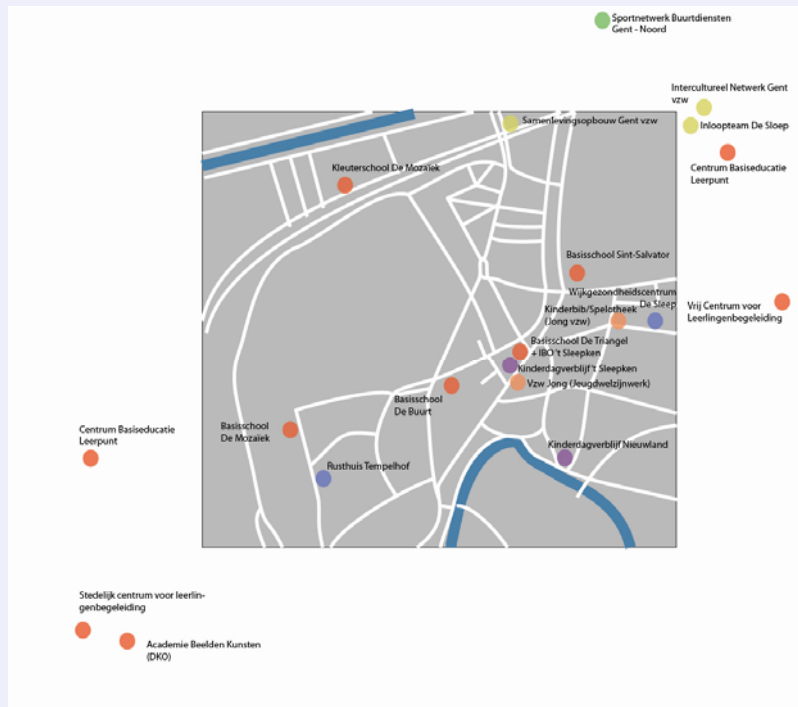 Sportnetwerk Buurtdiensten
Gent - Noord
Intercultureel Netwerk Gent
vzw
Samenlevingsopbouw Gent vzw
Inloopteam De Sloep
Kleuterschool De Mozaïek
Centrum Basiseducatie
Leerpunt
Basisschool Sint-Salvator
Wijkgezondheidscentrum
De Sleep
Kinderbib/Spelotheek
(Jong vzw)
Vrij Centrum voor
Leerlingenbegeleiding
Basisschool De Triangel
+ IBO 't Sleepken
Kinderdagverblijf 't Sleepken
Vzw Jong (Jeugdwelzijnwerk)
Basisschool
De Buurt
Basisschool
De Mozaïek
Centrum Basiseducatie
Leerpunt
Kinderdagverblijf Nieuwland
Rusthuis Tempelhof
Stedelijk centrum voor leerlin-
genbegeleiding
Academie Beelden Kunsten
(DKO)